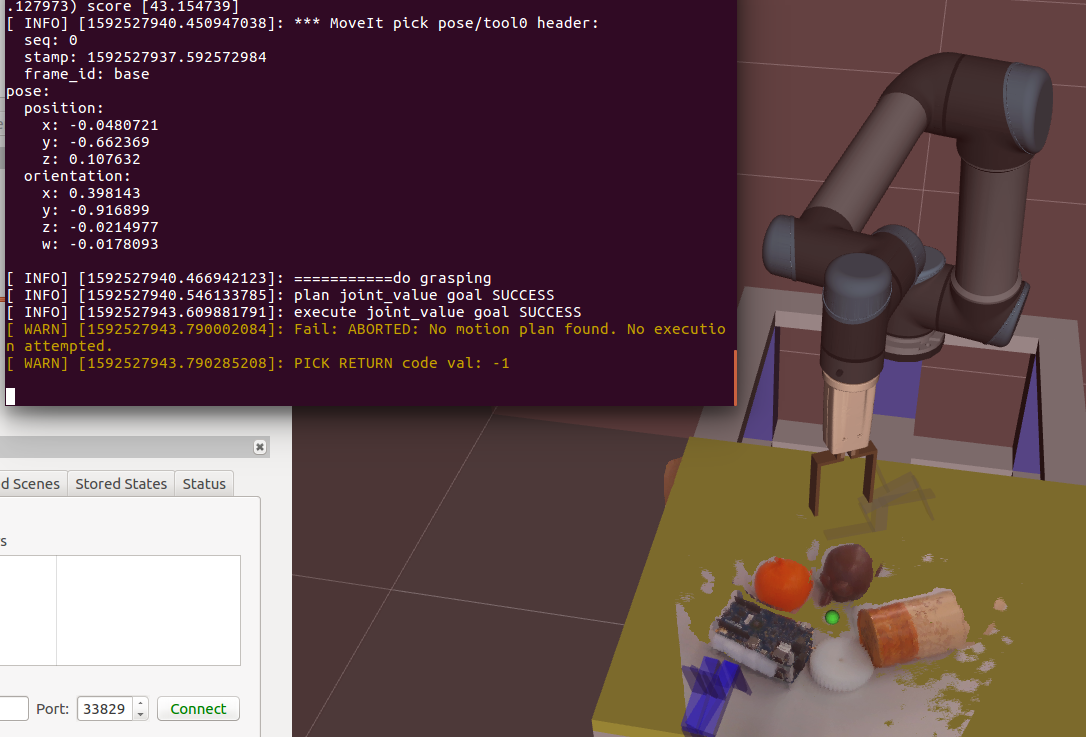 .127973) score [43.154739]
[ INFO] [1592527940.450947038]: *** MoveIt pick pose/tool0 header:
  seq: 0
  stamp: 1592527937.592572984
  frame_id: base
pose:
  position:
    x: -0.0480721
    y: -0.662369
    z: 0.107632
  orientation:
    x: 0.398143
    y: -0.916899
    z: -0.0214977
    w: -0.0178093
[ INFO] [1592527940.466942123]: ===========do grasping
[ INFO] [1592527940.546133785]: plan joint_value goal SUCCESS
[ INFO] [1592527943.609881791]: execute joint_value goal SUCCESS
[ WARN] [1592527943.790002084]: Fail: ABORTED: No motion plan found. No executio
n attempted.
[ WARN] [1592527943.790285208]: PICK RETURN code val: -1
d Scenes Stored States Status
s
Port: 33829 Connect